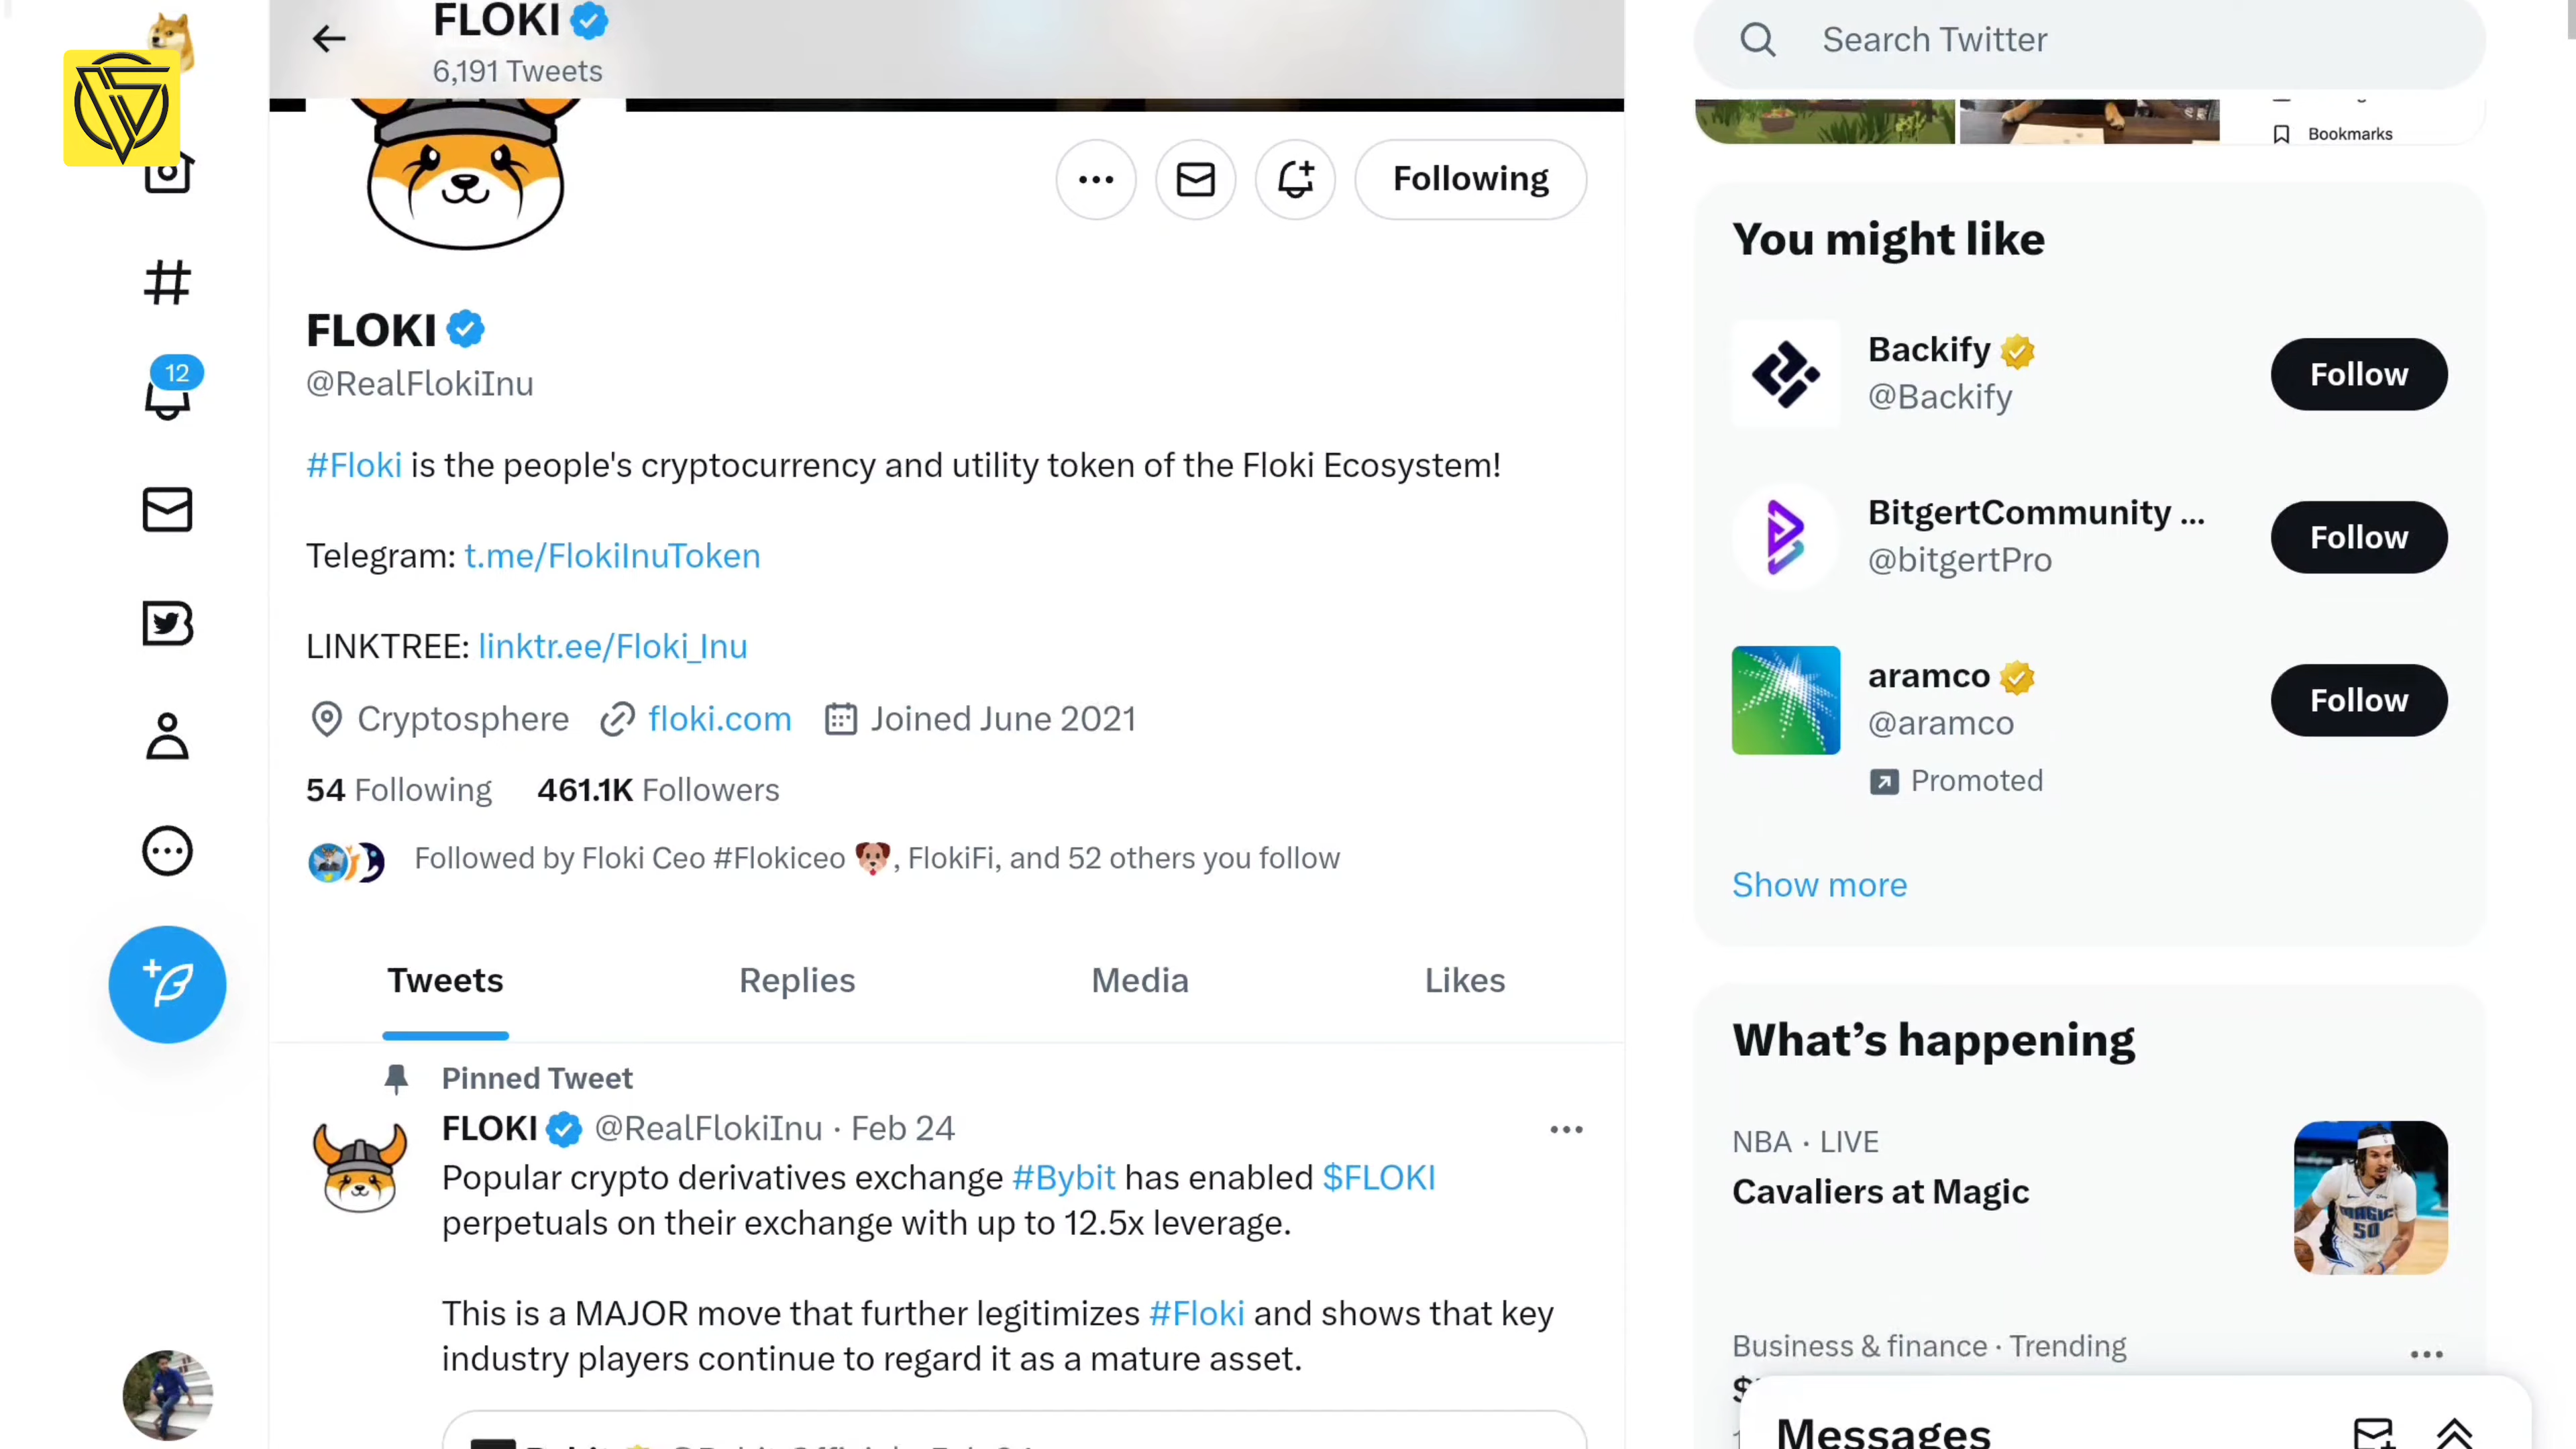 FLOKI
6,191 Tweets
Search Twitter
Bookmarks
Following
FLOKI
@RealFlokiInu
#Floki is the people's cryptocurrency and utility token of the Floki Ecosystem!
Telegram: t.me/FlokiInuToken
LINKTREE: linktr.ee/Floki_Inu
Cryptosphere floki.com Joined June 2021
54 Following 461.1K Followers
Followed by Floki Ceo #Flokiceo 🐶, FlokiFi, and 52 others you follow
Tweets Replies Media Likes
Pinned Tweet
FLOKI @RealFlokiInu · Feb 24
Popular crypto derivatives exchange #Bybit has enabled $FLOKI
perpetuals on their exchange with up to 12.5x leverage.
This is a MAJOR move that further legitimizes #Floki and shows that key
industry players continue to regard it as a mature asset.
12
You might like
Backify
@Backify
Follow
BitgertCommunity ...
@bitgertPro
Follow
aramco
@aramco
Promoted
Follow
Show more
What's happening
NBA · LIVE
Cavaliers at Magic
MAGIC
50
Business & finance · Trending
Messages